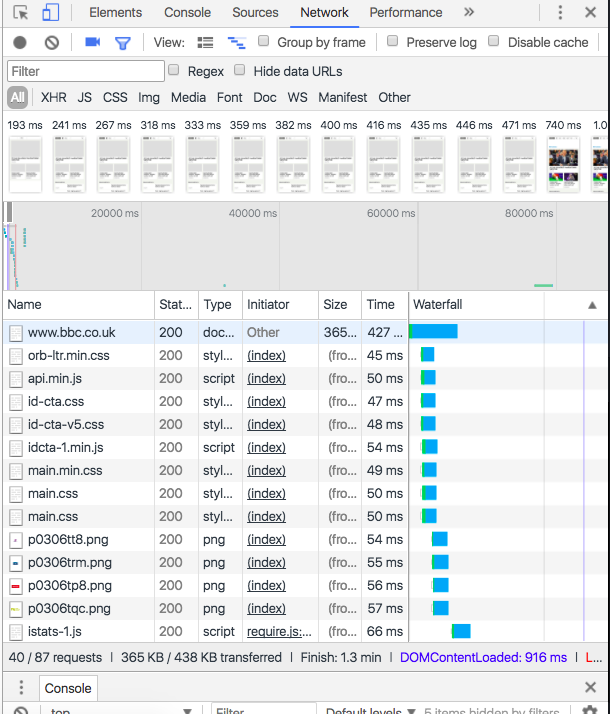 Elements Console Sources Network Performance »
View: Group by frame Preserve log Disable cache
Filter Regex Hide data URLs
All XHR JS CSS Img Media Font Doc WS Manifest Other
193 ms 241 ms 267 ms 318 ms 333 ms 359 ms 382 ms 400 ms 416 ms 435 ms 446 ms 471 ms 740 ms 1.0
20000 ms 40000 ms 60000 ms 80000 ms
Name Stat... Type Initiator Size Time Waterfall
www.bbc.co.uk 200 doc... Other 365... 427 ...
orb-ltr.min.css 200 styl... (index) (fro... 45 ms
api.min.js 200 script (index) (fro... 50 ms
id-cta.css 200 styl... (index) (fro... 47 ms
id-cta-v5.css 200 styl... (index) (fro... 48 ms
idcta-1.min.js 200 script (index) (fro... 54 ms
main.min.css 200 styl... (index) (fro... 49 ms
main.css 200 styl... (index) (fro... 50 ms
main.css 200 styl... (index) (fro... 50 ms
p0306tt8.png 200 png (index) (fro... 54 ms
p0306trm.png 200 png (index) (fro... 55 ms
p0306tp8.png 200 png (index) (fro... 56 ms
p0306tqc.png 200 png (index) (fro... 57 ms
istats-1.js 200 script require.js:... (fro... 66 ms
40 / 87 requests | 365 KB / 438 KB transferred | Finish: 1.3 min | DOMContentLoaded: 916 ms | L...
Console
top Filter Default levels 5 items hidden by filters